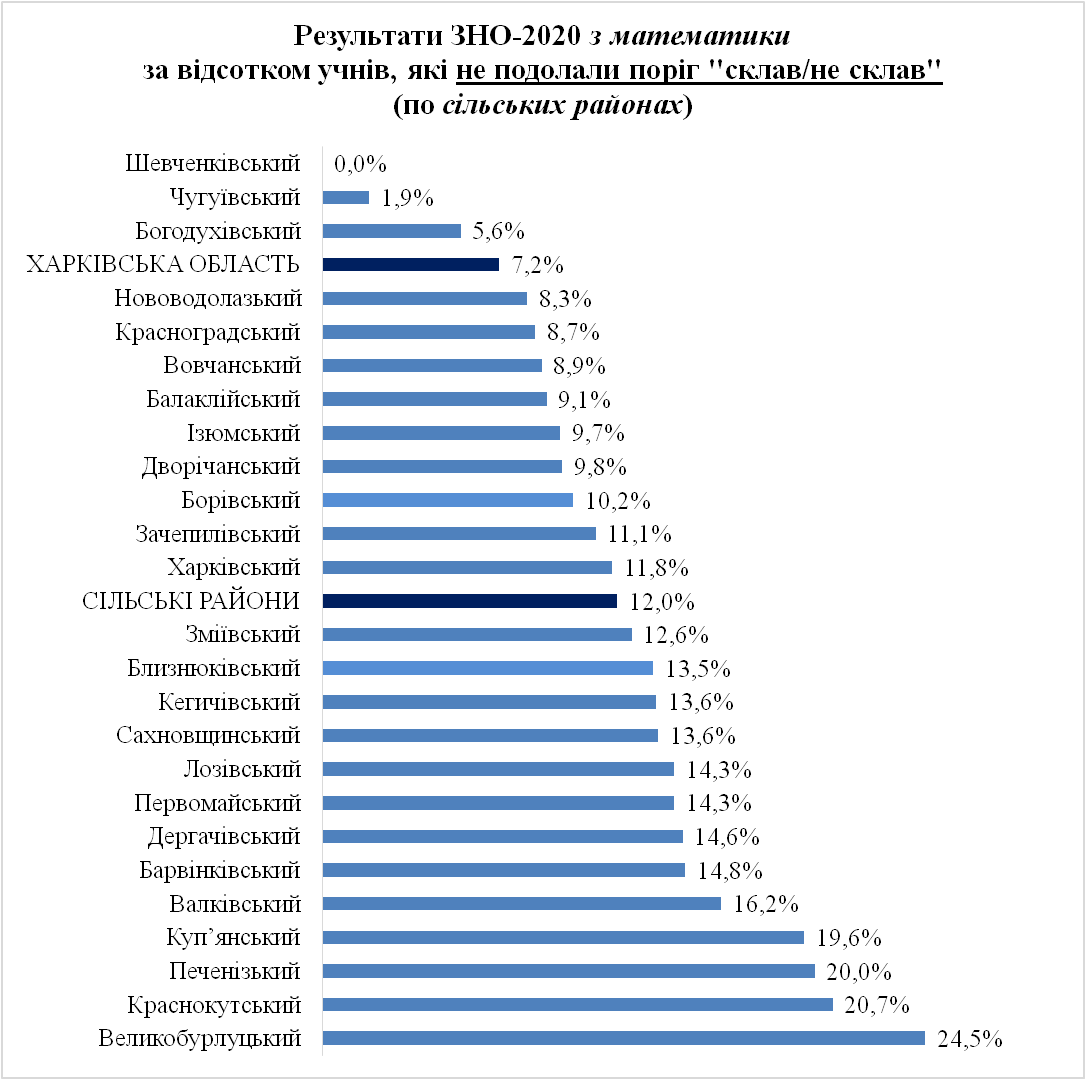 Результати ЗНО-2020 з математики
за відсотком учнів, які не подолали поріг "склав/не склав"
(по сільських районах)
Шевченківський 0,0%
Чугуївський 1,9%
Богодухівський 5,6%
ХАРКІВСЬКА ОБЛАСТЬ 7,2%
Нововодолазький 8,3%
Красноградський 8,7%
Вовчанський 8,9%
Балаклійський 9,1%
Ізюмський 9,7%
Дворічанський 9,8%
Борівський 10,2%
Зачепилівський 11,1%
Харківський 11,8%
СІЛЬСЬКІ РАЙОНИ 12,0%
Зміївський 12,6%
Близнюківський 13,5%
Кегичівський 13,6%
Сахновщинський 13,6%
Лозівський 14,3%
Первомайський 14,3%
Дергачівський 14,6%
Барвінківський 14,8%
Валківський 16,2%
Куп’янський 19,6%
Печенізький 20,0%
Краснокутський 20,7%
Великобурлуцький 24,5%